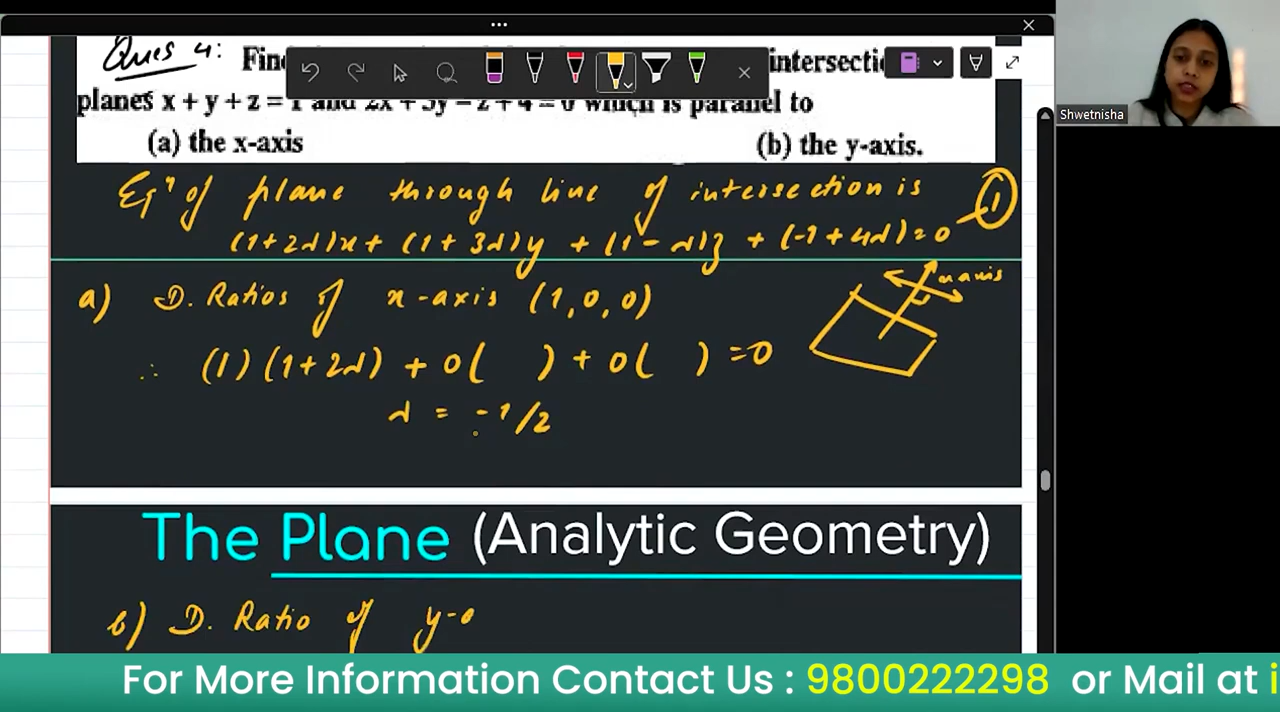 Ques 4: Find intersectio
planes x + y + z = 1 and 2x + 3y − z + 4 = 0 which is parallel to
(a) the x-axis (b) the y-axis.
Shwetnisha
Eqⁿ of plane through line of intersection is
(1+2λ)x + (1+3λ)y + (1-λ)z + (-1+4λ)=0 — ①
a) D. Ratios of x-axis (1,0,0)
x axis
∴ (1)(1+2λ) + 0( ) + 0( ) =0
λ = -1/2
The Plane (Analytic Geometry)
b) D. Ratio of y-a
For More Information Contact Us : 9800222298 or Mail at i